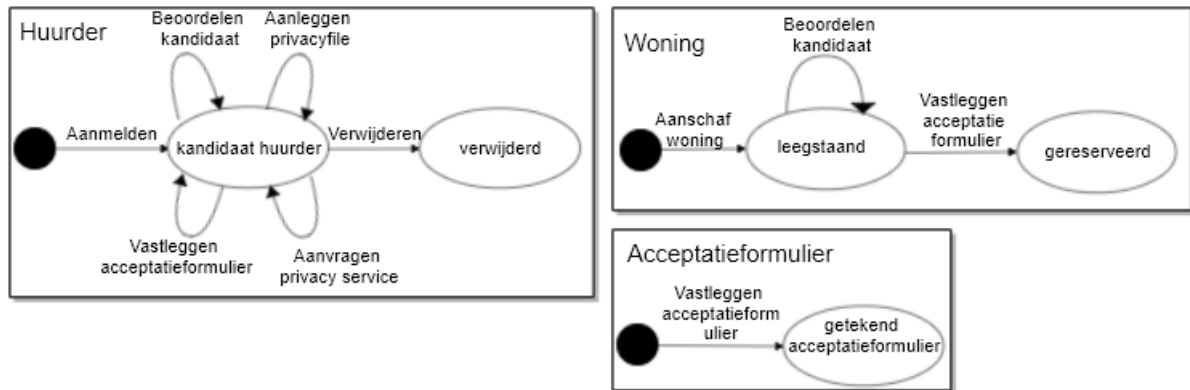 Huurder
Beoordelen
kandidaat
Aanleggen
privacyfile
Aanmelden
kandidaat huurder
Verwijderen
verwijderd
Vastleggen
acceptatieformulier
Aanvragen
privacy service
Woning
Beoordelen
kandidaat
Aanschaf
woning
leegstaand
Vastleggen
acceptatie
formulier
gereserveerd
Acceptatieformulier
Vastleggen
acceptatieform
ulier
getekend
acceptatieformulier